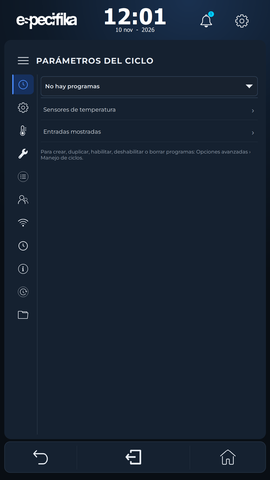 especifika
12:01
10 nov - 2026
PARÁMETROS DEL CICLO
No hay programas
Sensores de temperatura
Entradas mostradas
Para crear, duplicar, habilitar, deshabilitar o borrar programas: Opciones avanzadas ›
Manejo de ciclos.